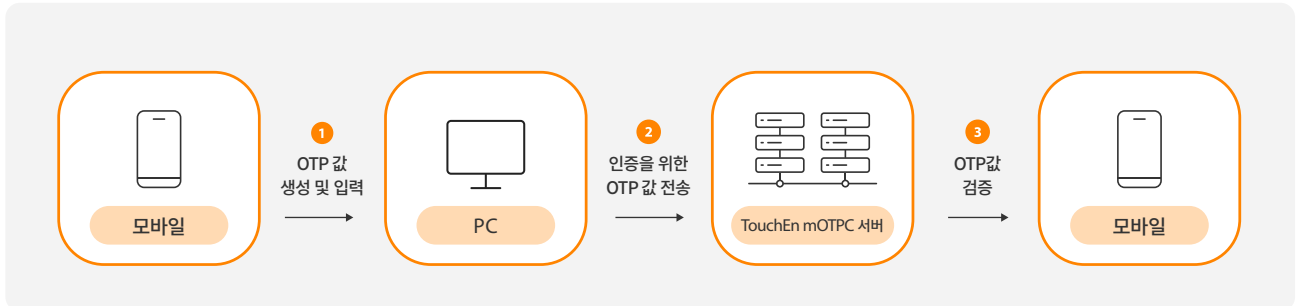 1
OTP 값
생성 및 입력
2
인증을 위한
OTP 값 전송
3
OTP값
검증
모바일
PC
TouchEn mOTPC 서버
모바일